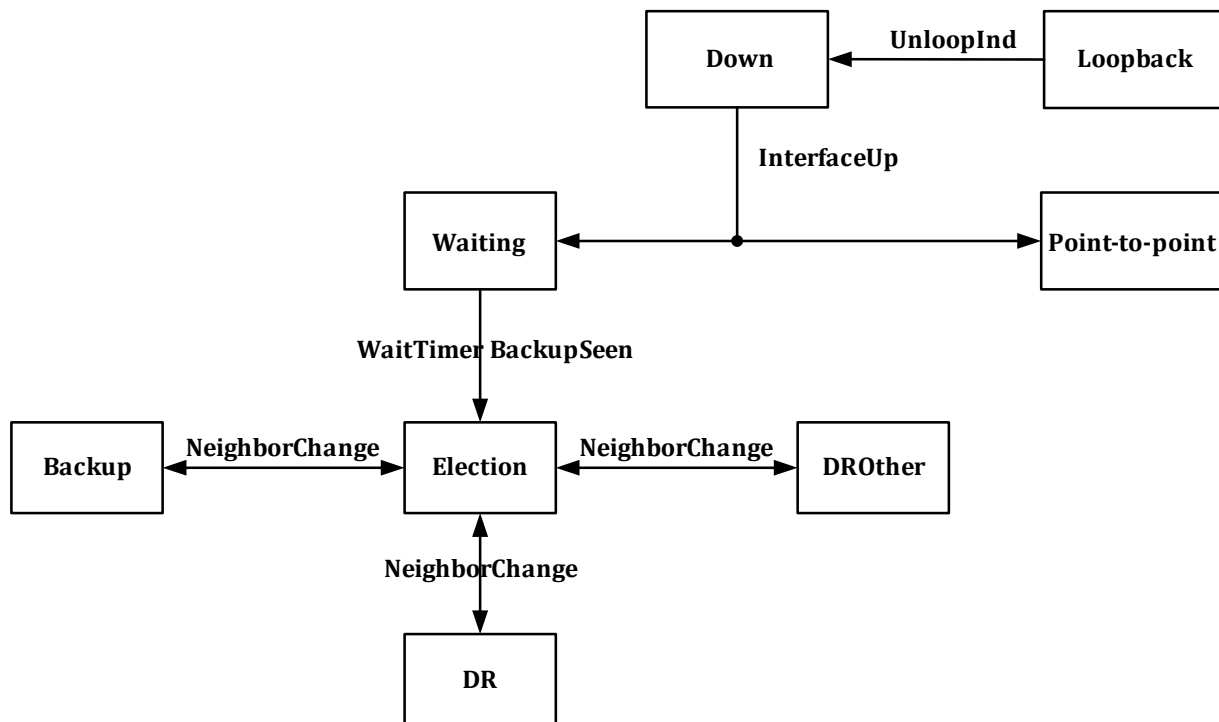 UnloopInd
Down
Loopback
InterfaceUp
Waiting
Point-to-point
WaitTimer BackupSeen
NeighborChange
NeighborChange
Backup
Election
DROther
NeighborChange
DR